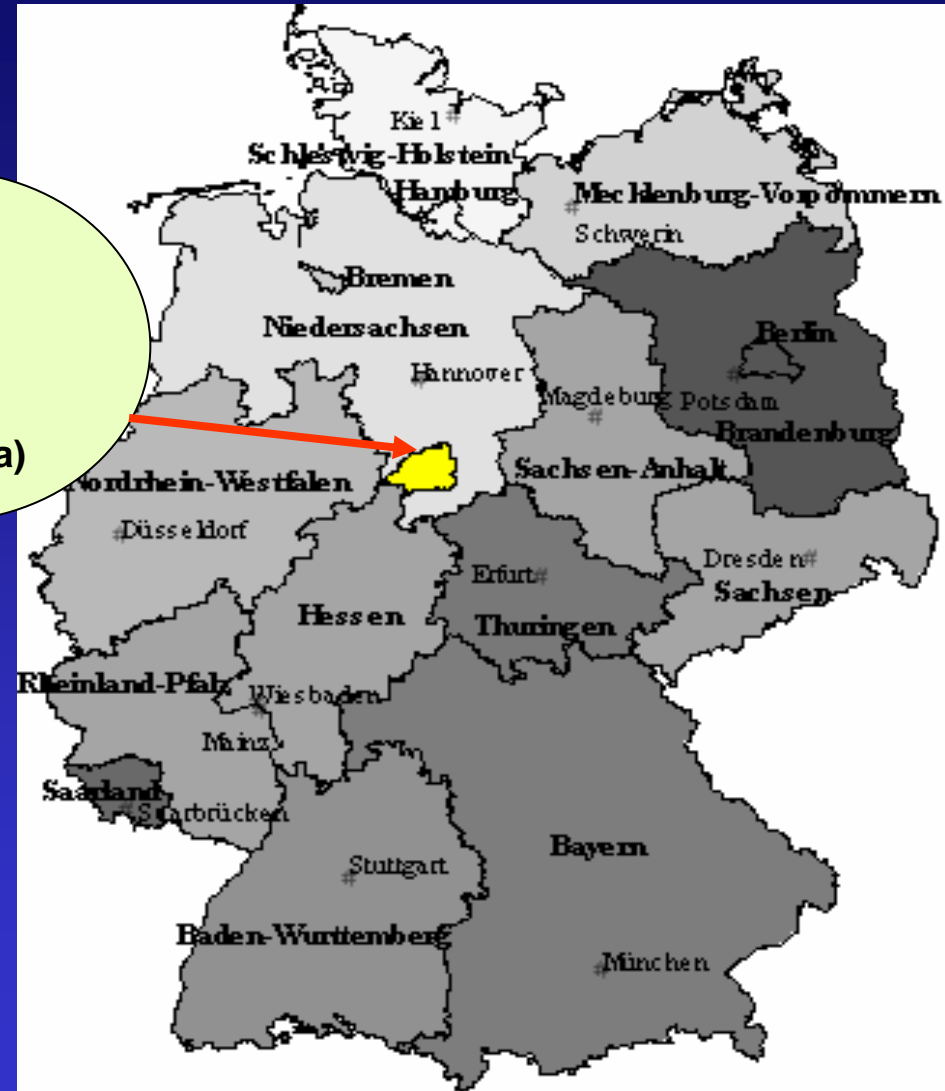 Kiel
Schleswig-Holstein
Hamburg
Mecklenburg-Vorpommern
Schwerin
Bremen
Niedersachsen
Berlin
Hannover
Magdeburg
Potsdam
Brandenburg
a)
Sachsen-Anhalt
Nordrhein-Westfalen
Düsseldorf
Dresden
Erfurt
Sachsen
Hessen
Thuringen
Rheinland-Pfalz
Wiesbaden
Mainz
Saarland
Saarbrücken
Bayern
Stuttgart
Baden-Wurttemberg
München